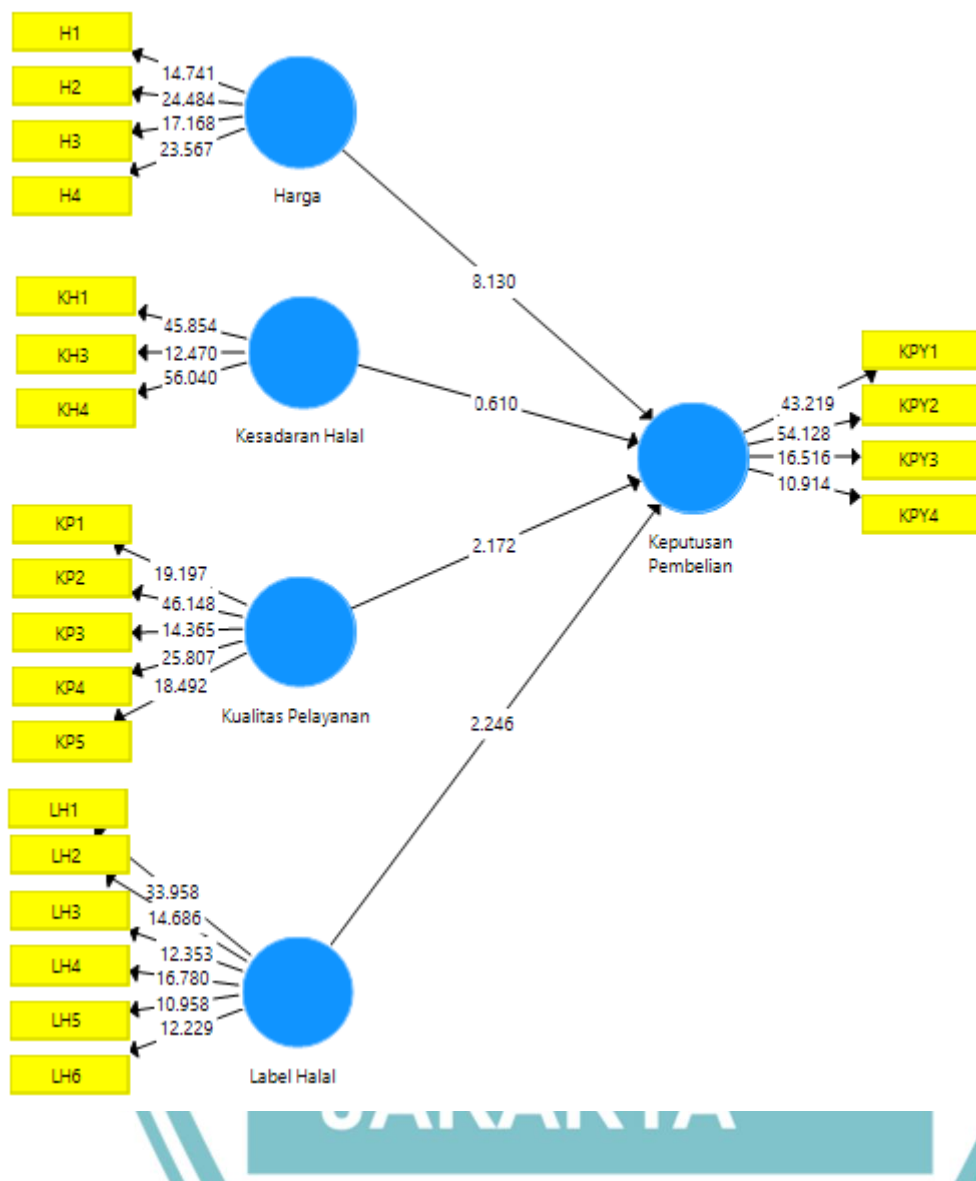 H1
H2
H3
H4
14.741
24.484
17.168
23.567
Harga
8.130
KH1
KH3
KH4
45.854
12.470
56.040
Kesadaran Halal
0.610
KP1
KP2
KP3
KP4
KP5
19.197
46.148
14.365
25.807
18.492
Kualitas Pelayanan
2.172
LH1
LH2
LH3
LH4
LH5
LH6
33.958
14.686
12.353
16.780
10.958
12.229
Label Halal
2.246
Keputusan
Pembelian
43.219
54.128
16.516
10.914
KPY1
KPY2
KPY3
KPY4
JAKARTA